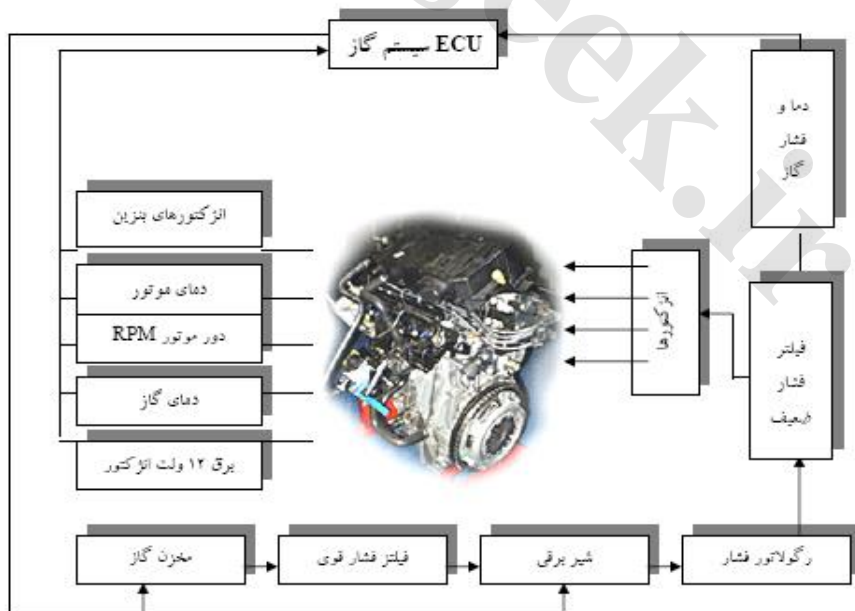 ECU سیستم گاز
دما و
فشار
گاز
انژکتورهای بنزین
دمای موتور
دور موتور RPM
دمای گاز
برق ۱۲ ولت انژکتور
انژکتورها
فیلتر
فشار
ضعیف
مخزن گاز
فیلتز فشار قوی
شیر برقی
رگولاتور فشار